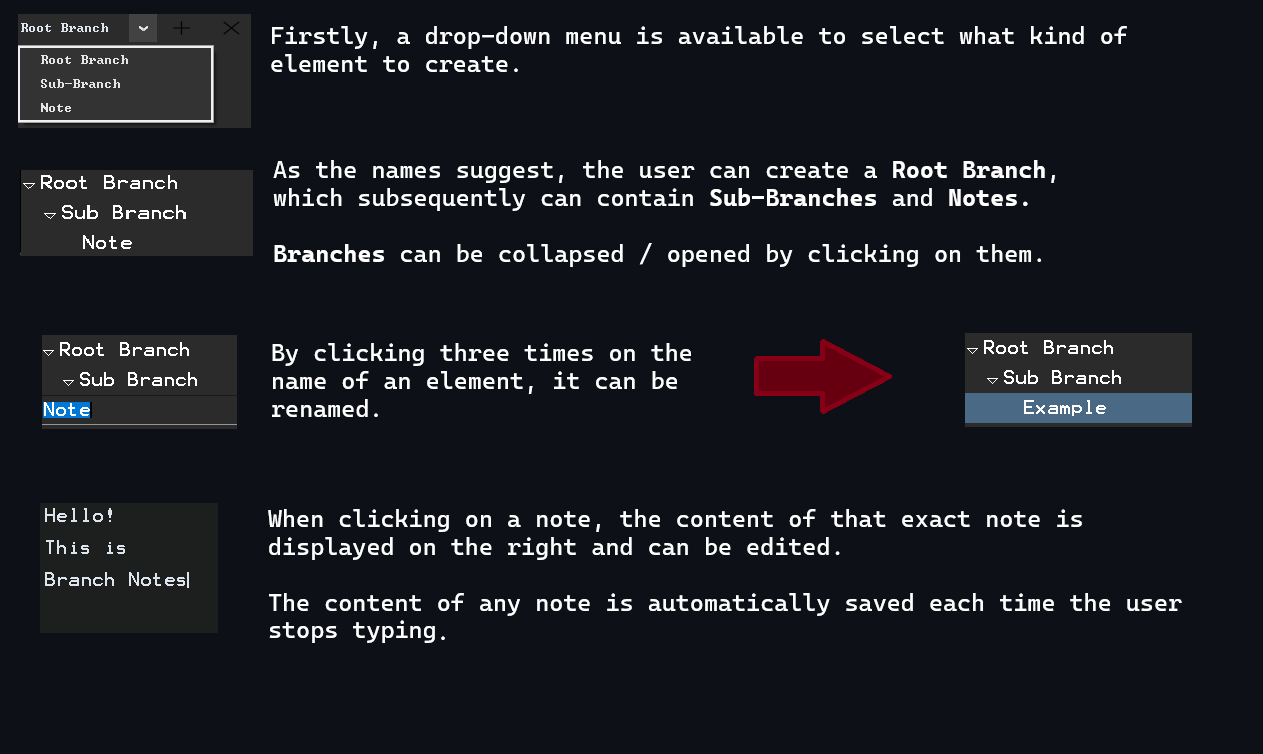 Root Branch
Root Branch
Sub-Branch
Note
Firstly, a drop-down menu is available to select what kind of
element to create.
Root Branch
Sub Branch
Note
As the names suggest, the user can create a Root Branch,
which subsequently can contain Sub-Branches and Notes.
Branches can be collapsed / opened by clicking on them.
Root Branch
Sub Branch
Note
By clicking three times on the
name of an element, it can be
renamed.
Root Branch
Sub Branch
Example
Hello!
This is
Branch Notes
When clicking on a note, the content of that exact note is
displayed on the right and can be edited.
The content of any note is automatically saved each time the user
stops typing.